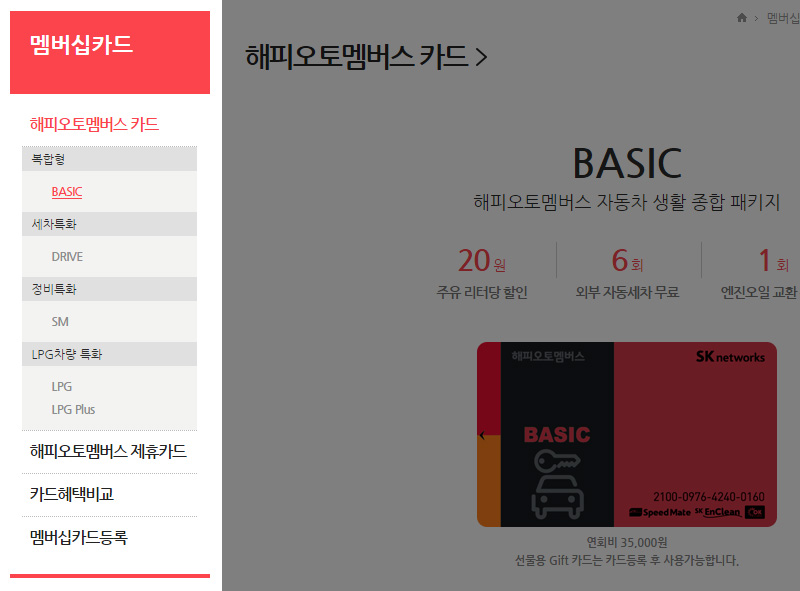 멤버십카드
해피오토멤버스 카드
복합형
BASIC
세차특화
DRIVE
정비특화
SM
LPG차량 특화
LPG
LPG Plus
해피오토멤버스 제휴카드
카드혜택비교
멤버십카드등록
멤버십
해피오토멤버스 카드 >
BASIC
해피오토멤버스 자동차 생활 종합 패키지
20 원
주유 리터당 할인
6 회
외부 자동세차 무료
1 회
엔진오일 교환
해피오토멤버스
SK networks
BASIC
2100-0976-4240-0160
SpeedMate SK EnClean
연회비 35,000원
선물용 Gift 카드는 카드등록 후 사용가능합니다.